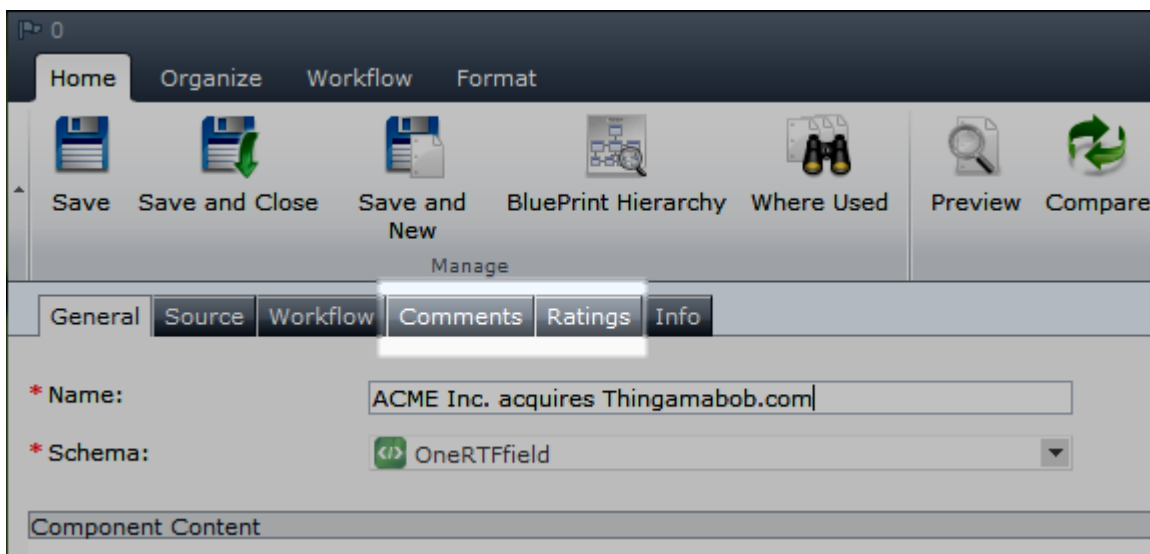 0
Home Organize Workflow Format
Save Save and Close Save and New BluePrint Hierarchy Where Used Preview Compare
Manage
General Source Workflow Comments Ratings Info
* Name: ACME Inc. acquires Thingamabob.com
* Schema: </> OneRTFfield
Component Content